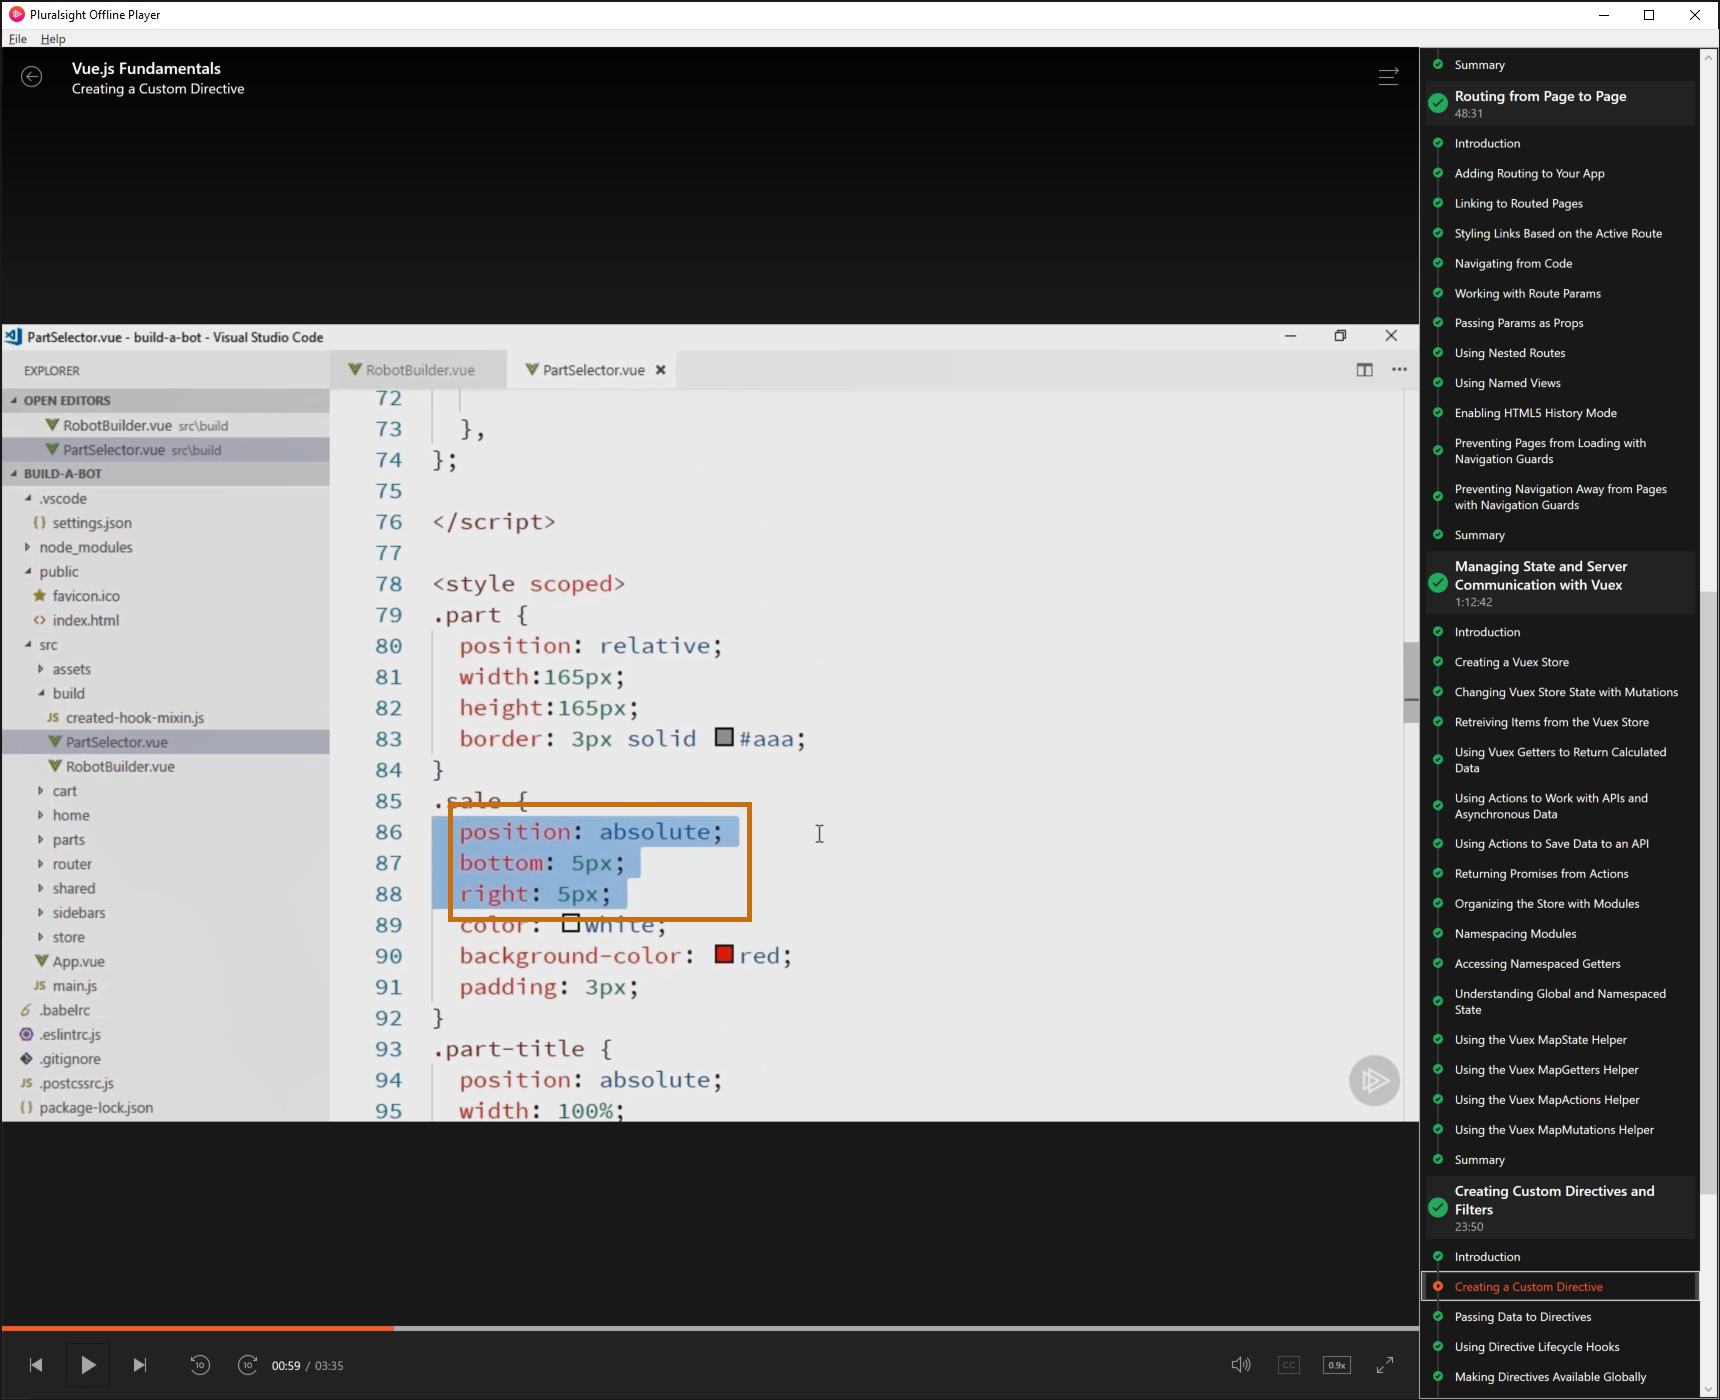 Pluralsight Offline Player
File Help
Vue.js Fundamentals
Creating a Custom Directive
PartSelector.vue - build-a-bot - Visual Studio Code
EXPLORER
RobotBuilder.vue
PartSelector.vue
OPEN EDITORS
RobotBuilder.vue src\build
PartSelector.vue src\build
BUILD-A-BOT
.vscode
{} settings.json
node_modules
public
favicon.ico
<> index.html
src
assets
build
JS created-hook-mixin.js
PartSelector.vue
RobotBuilder.vue
cart
home
parts
router
shared
sidebars
store
App.vue
JS main.js
.babelrc
.eslintrc.js
.gitignore
JS .postcssrc.js
{} package-lock.json
72
73 },
74 };
75
76 </script>
77
78 <style scoped>
79 .part {
80 position: relative;
81 width:165px;
82 height:165px;
83 border: 3px solid #aaa;
84 }
85 .sale {
86 position: absolute;
87 bottom: 5px;
88 right: 5px;
89 color: white;
90 background-color: red;
91 padding: 3px;
92 }
93 .part-title {
94 position: absolute;
95 width: 100%;
10
10
00:59 / 03:35
CC
0.9x
Summary
Routing from Page to Page
48:31
Introduction
Adding Routing to Your App
Linking to Routed Pages
Styling Links Based on the Active Route
Navigating from Code
Working with Route Params
Passing Params as Props
Using Nested Routes
Using Named Views
Enabling HTML5 History Mode
Preventing Pages from Loading with
Navigation Guards
Preventing Navigation Away from Pages
with Navigation Guards
Summary
Managing State and Server
Communication with Vuex
1:12:42
Introduction
Creating a Vuex Store
Changing Vuex Store State with Mutations
Retreiving Items from the Vuex Store
Using Vuex Getters to Return Calculated
Data
Using Actions to Work with APIs and
Asynchronous Data
Using Actions to Save Data to an API
Returning Promises from Actions
Organizing the Store with Modules
Namespacing Modules
Accessing Namespaced Getters
Understanding Global and Namespaced
State
Using the Vuex MapState Helper
Using the Vuex MapGetters Helper
Using the Vuex MapActions Helper
Using the Vuex MapMutations Helper
Summary
Creating Custom Directives and
Filters
23:50
Introduction
Creating a Custom Directive
Passing Data to Directives
Using Directive Lifecycle Hooks
Making Directives Available Globally